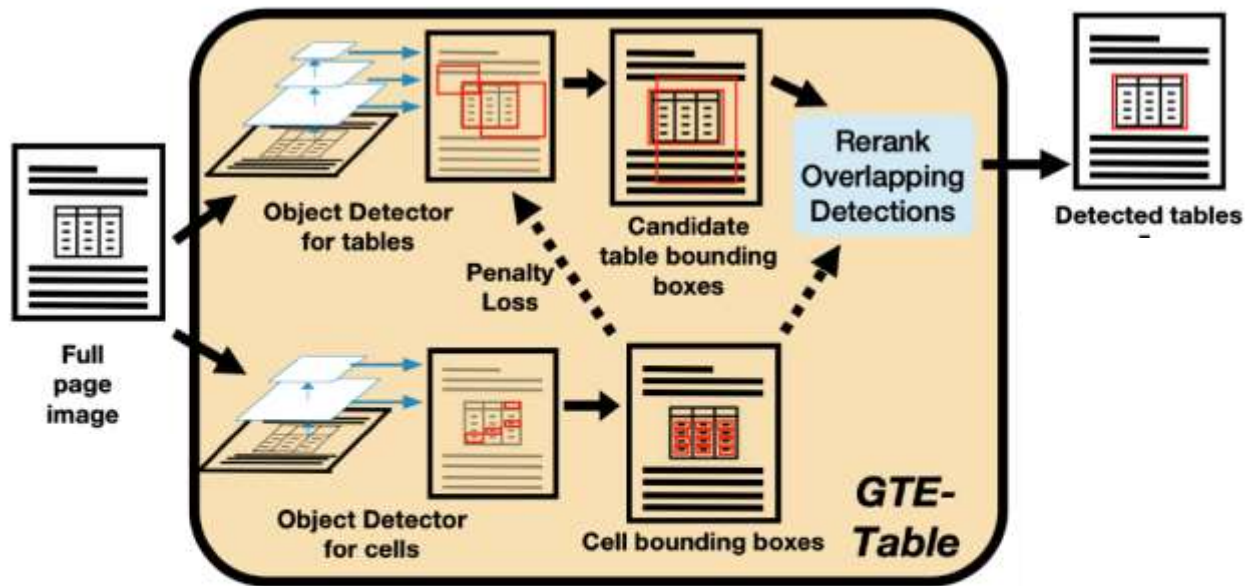 Full
page
image
Object Detector
for tables
Penalty
Loss
Candidate
table bounding
boxes
Rerank
Overlapping
Detections
Detected tables
Object Detector
for cells
Cell bounding boxes
GTE-
Table